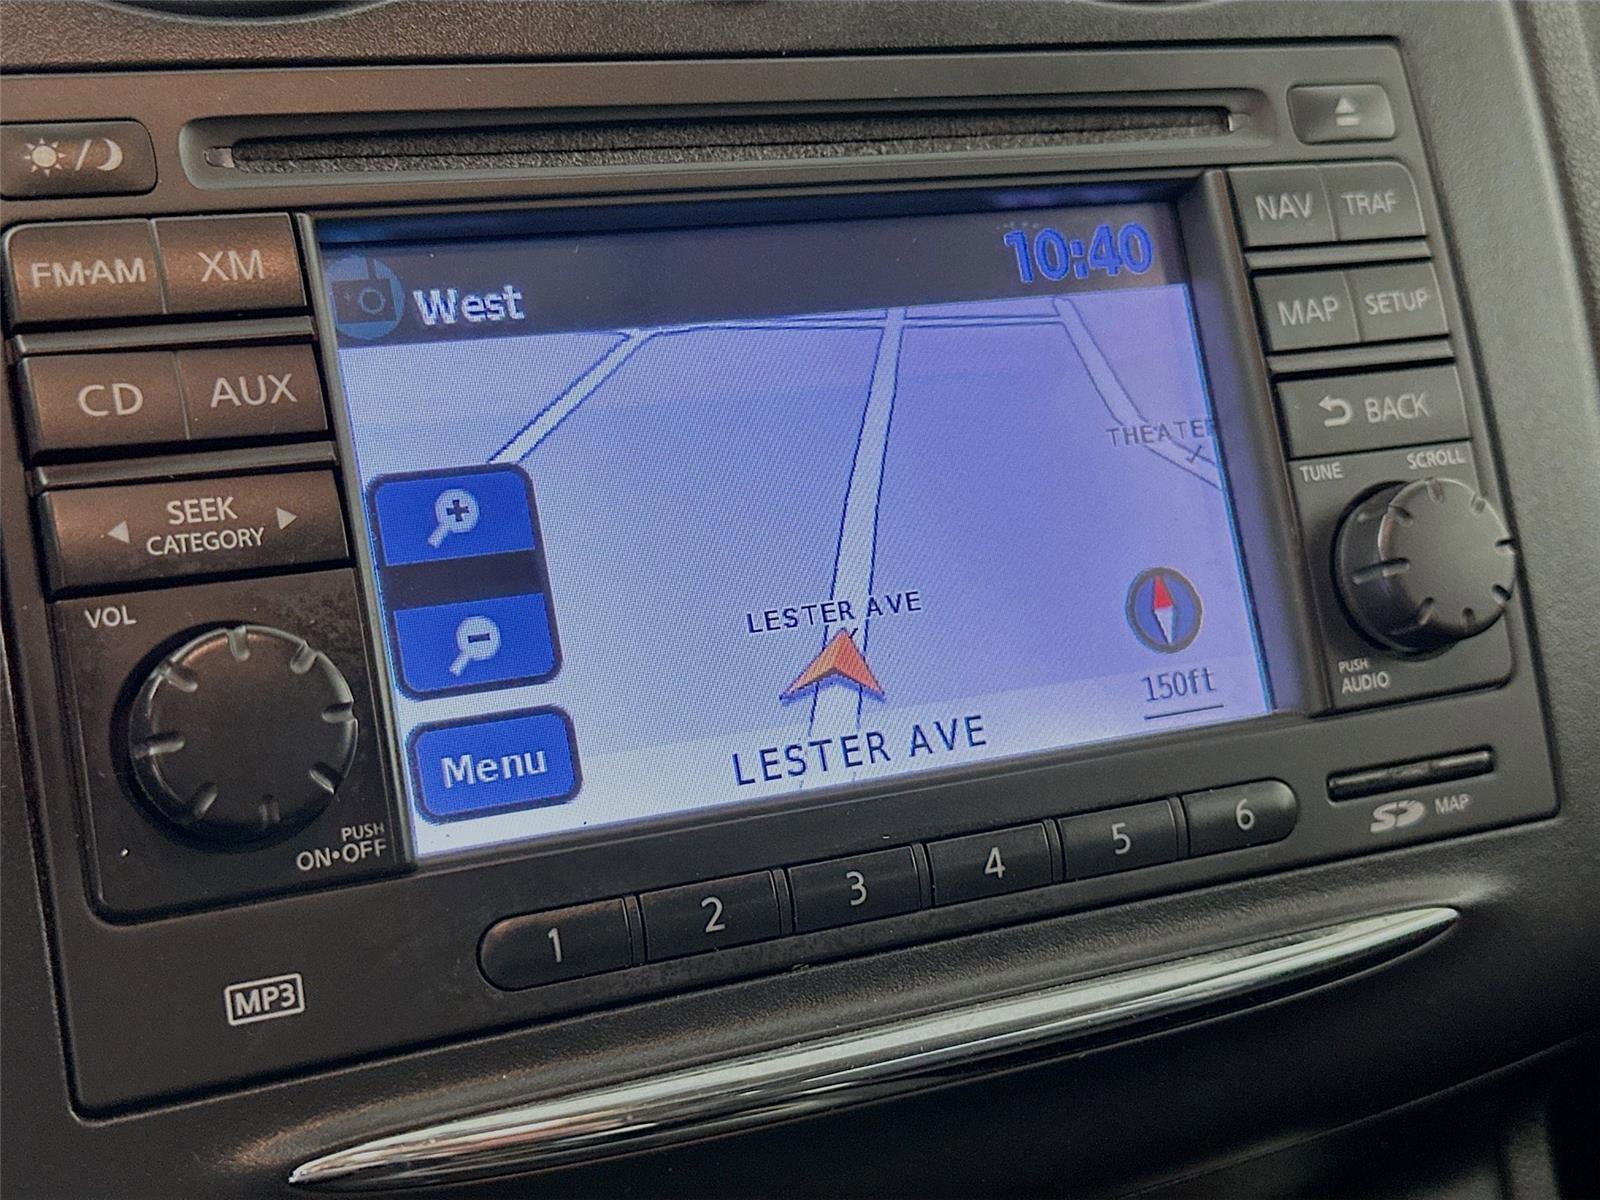 FM•AM
XM
CD
AUX
SEEK
CATEGORY
VOL
PUSH
ON•OFF
MP3
West
10:40
THEATER
LESTER AVE
150ft
LESTER AVE
Menu
NAV
TRAF
MAP
SETUP
BACK
TUNE
SCROLL
PUSH
AUDIO
SD MAP
1 2 3 4 5 6